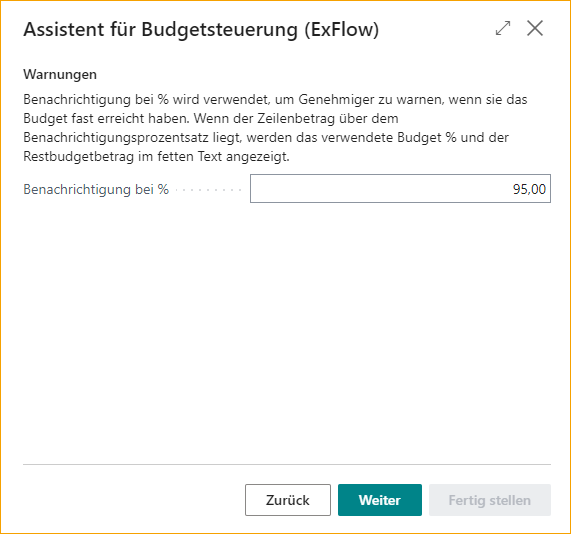 Assistent für Budgetsteuerung (ExFlow)
Warnungen
Benachrichtigung bei % wird verwendet, um Genehmiger zu warnen, wenn sie das
Budget fast erreicht haben. Wenn der Zeilenbetrag über dem
Benachrichtigungsprozentsatz liegt, werden das verwendete Budget % und der
Restbudgetbetrag im fetten Text angezeigt.
Benachrichtigung bei % 95,00
Zurück Weiter Fertig stellen